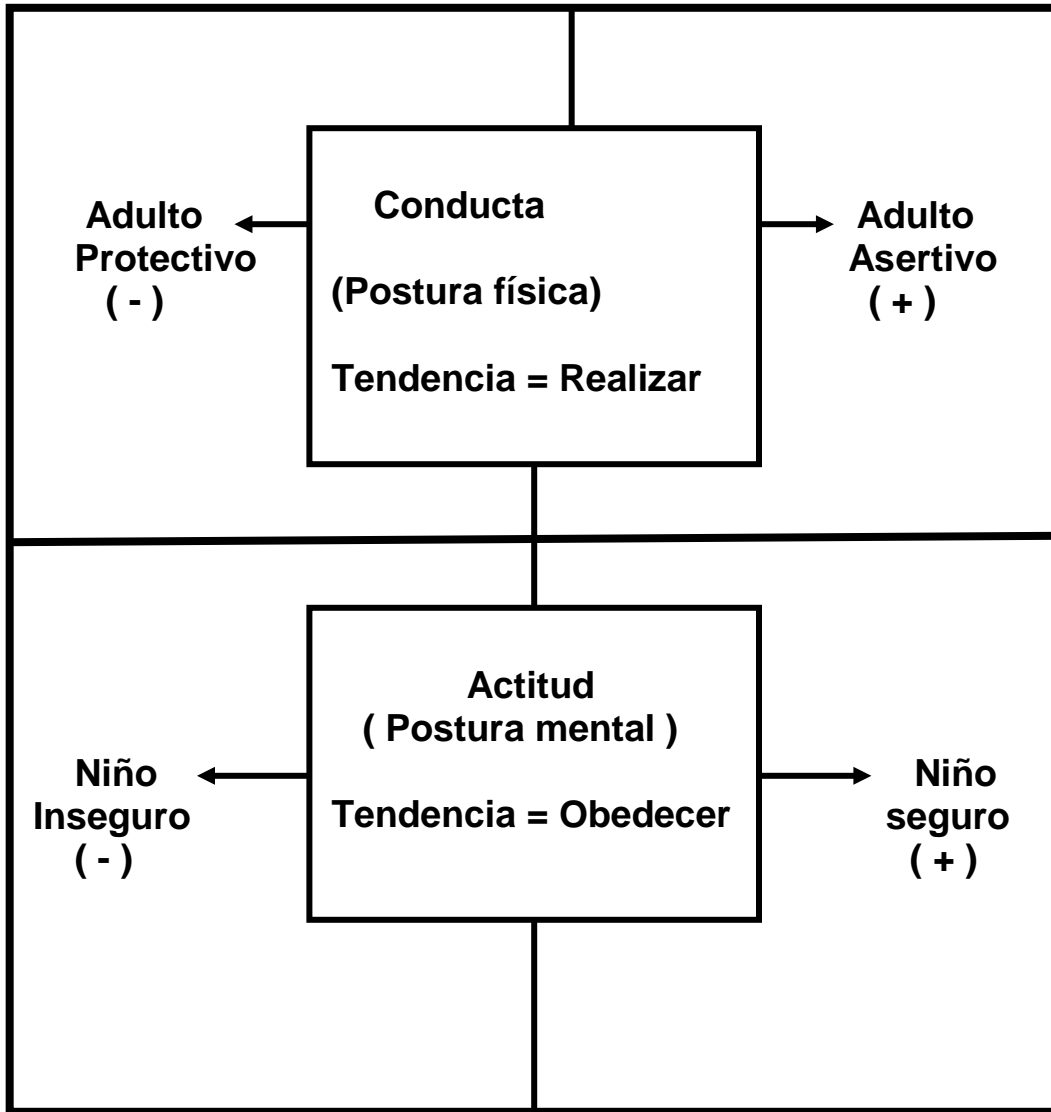 Conducta
(Postura física)
Tendencia = Realizar
Adulto
Protectivo
( - )
Adulto
Asertivo
( + )
Actitud
( Postura mental )
Tendencia = Obedecer
Niño
Inseguro
( - )
Niño
seguro
( + )